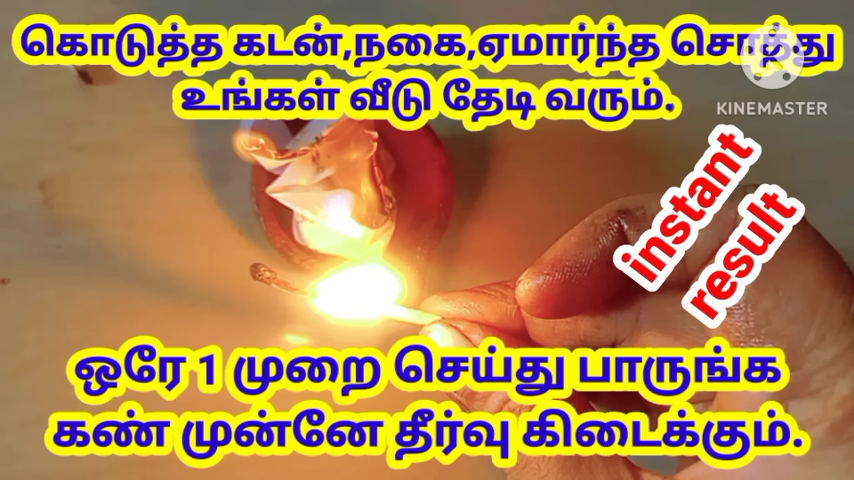 கொடுத்த கடன்,நகை,ஏமார்ந்த சொத்து
உங்கள் வீடு தேடி வரும்.
KINEMASTER
instant
result
ஒரே 1 முறை செய்து பாருங்க
கண் முன்னே தீர்வு கிடைக்கும்.